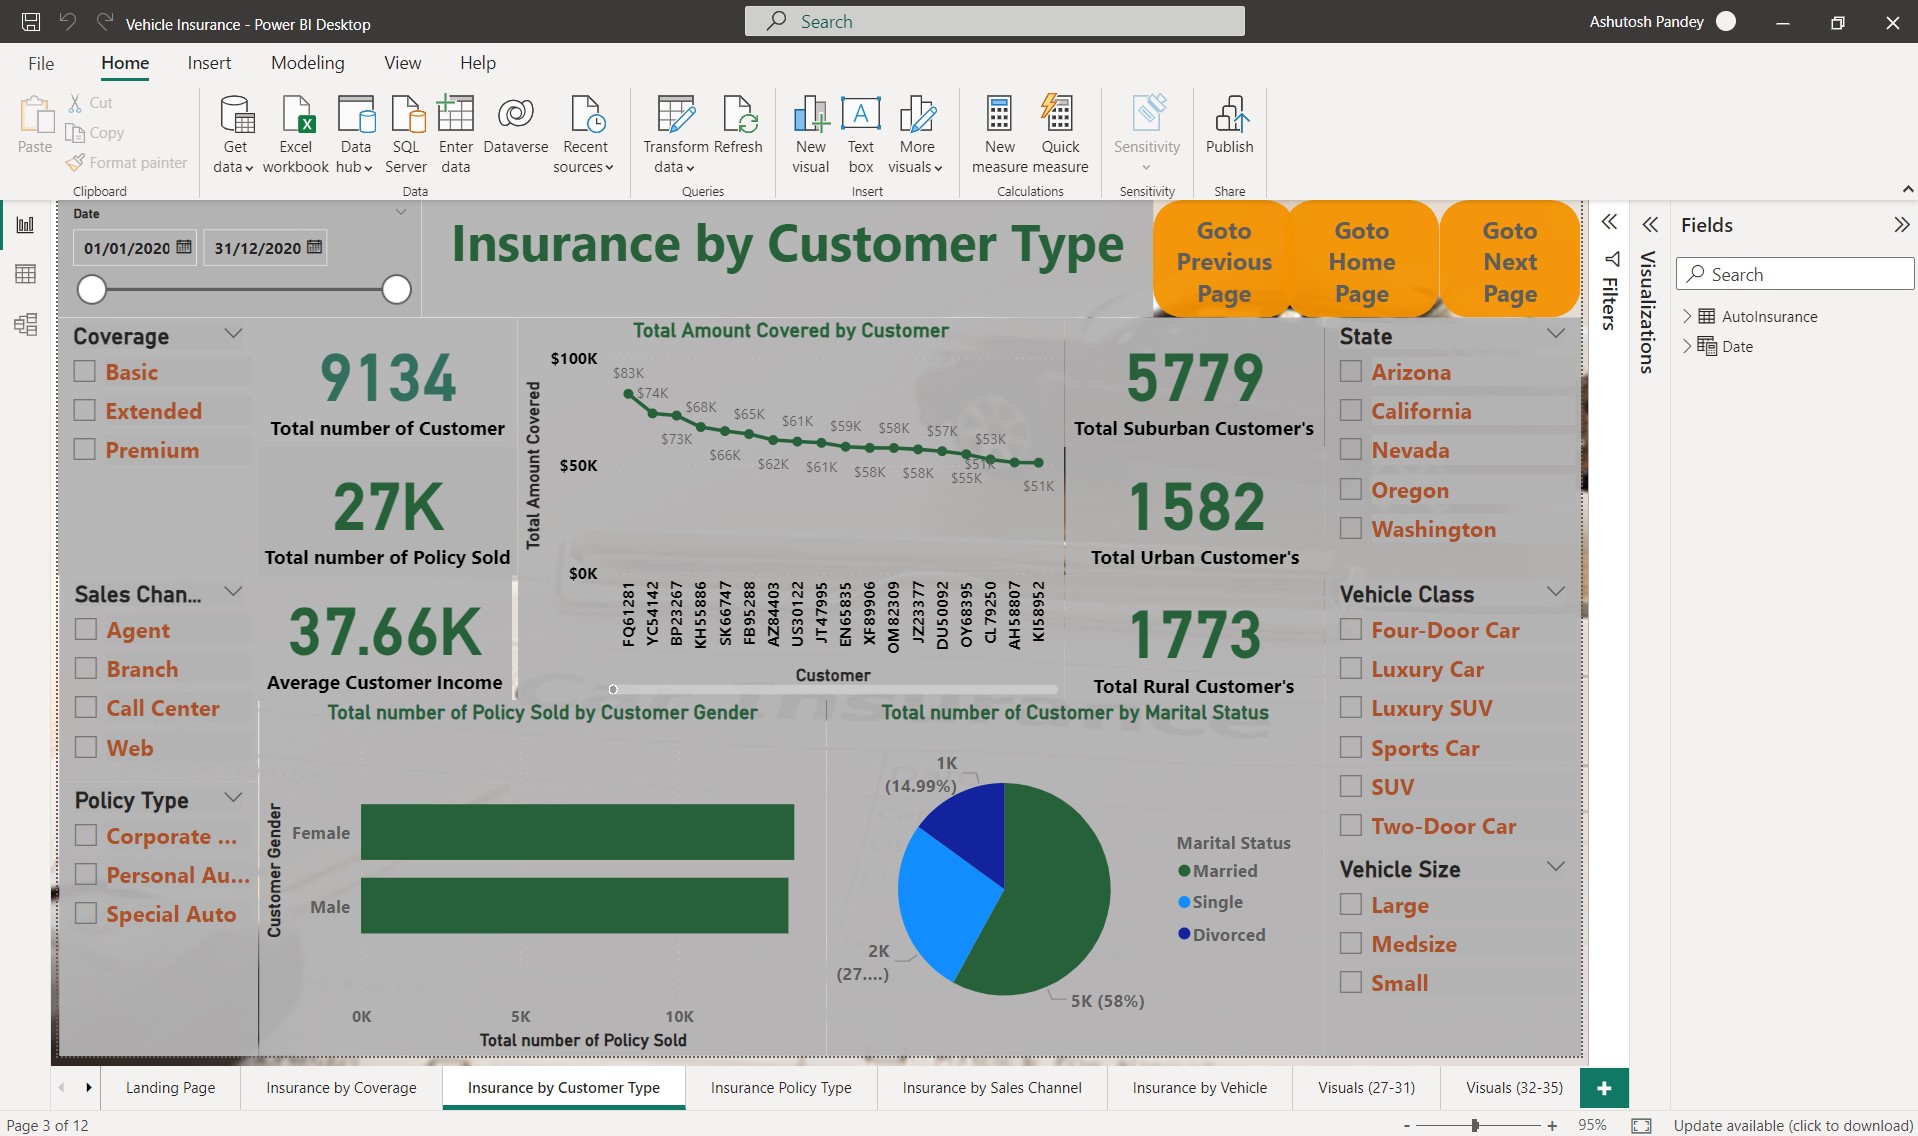 Vehicle Insurance - Power BI Desktop
Search
Ashutosh Pandey
File
Home
Insert
Modeling
View
Help
Paste
Cut
Copy
Format painter
Clipboard
Get data
Excel workbook
Data hub
SQL Server
Enter data
Dataverse
Recent sources
Data
Transform data
Refresh
Queries
New visual
Text box
More visuals
Insert
New measure
Quick measure
Calculations
Sensitivity
Sensitivity
Publish
Share
Date
01/01/2020
31/12/2020
Insurance by Customer Type
Goto
Previous
Page
Goto
Home
Page
Goto
Next
Page
Coverage
Basic
Extended
Premium
Sales Chan...
Agent
Branch
Call Center
Web
Policy Type
Corporate ...
Personal Au...
Special Auto
9134
Total number of Customer
27K
Total number of Policy Sold
37.66K
Average Customer Income
Total Amount Covered by Customer
Total Amount Covered
$100K
$50K
$0K
$83K
$74K
$73K
$68K
$66K
$65K
$62K
$61K
$61K
$59K
$58K
$58K
$58K
$57K
$55K
$51K
$53K
$51K
FQ61281
YC54142
BP23267
KH55886
SK66747
FB95288
AZ84403
US30122
JT47995
EN65835
XF89906
OM82309
JZ23377
DU50092
OY68395
CL79250
AH58807
KI58952
Customer
5779
Total Suburban Customer's
1582
Total Urban Customer's
1773
Total Rural Customer's
Total number of Policy Sold by Customer Gender
Customer Gender
Female
Male
0K
5K
10K
Total number of Policy Sold
Total number of Customer by Marital Status
1K
(14.99%)
2K
(27....)
5K (58%)
Marital Status
Married
Single
Divorced
State
Arizona
California
Nevada
Oregon
Washington
Vehicle Class
Four-Door Car
Luxury Car
Luxury SUV
Sports Car
SUV
Two-Door Car
Vehicle Size
Large
Medsize
Small
Car Insurance
Filters
Visualizations
Fields
Search
AutoInsurance
Date
Landing Page
Insurance by Coverage
Insurance by Customer Type
Insurance Policy Type
Insurance by Sales Channel
Insurance by Vehicle
Visuals (27-31)
Visuals (32-35)
Page 3 of 12
95%
Update available (click to download)